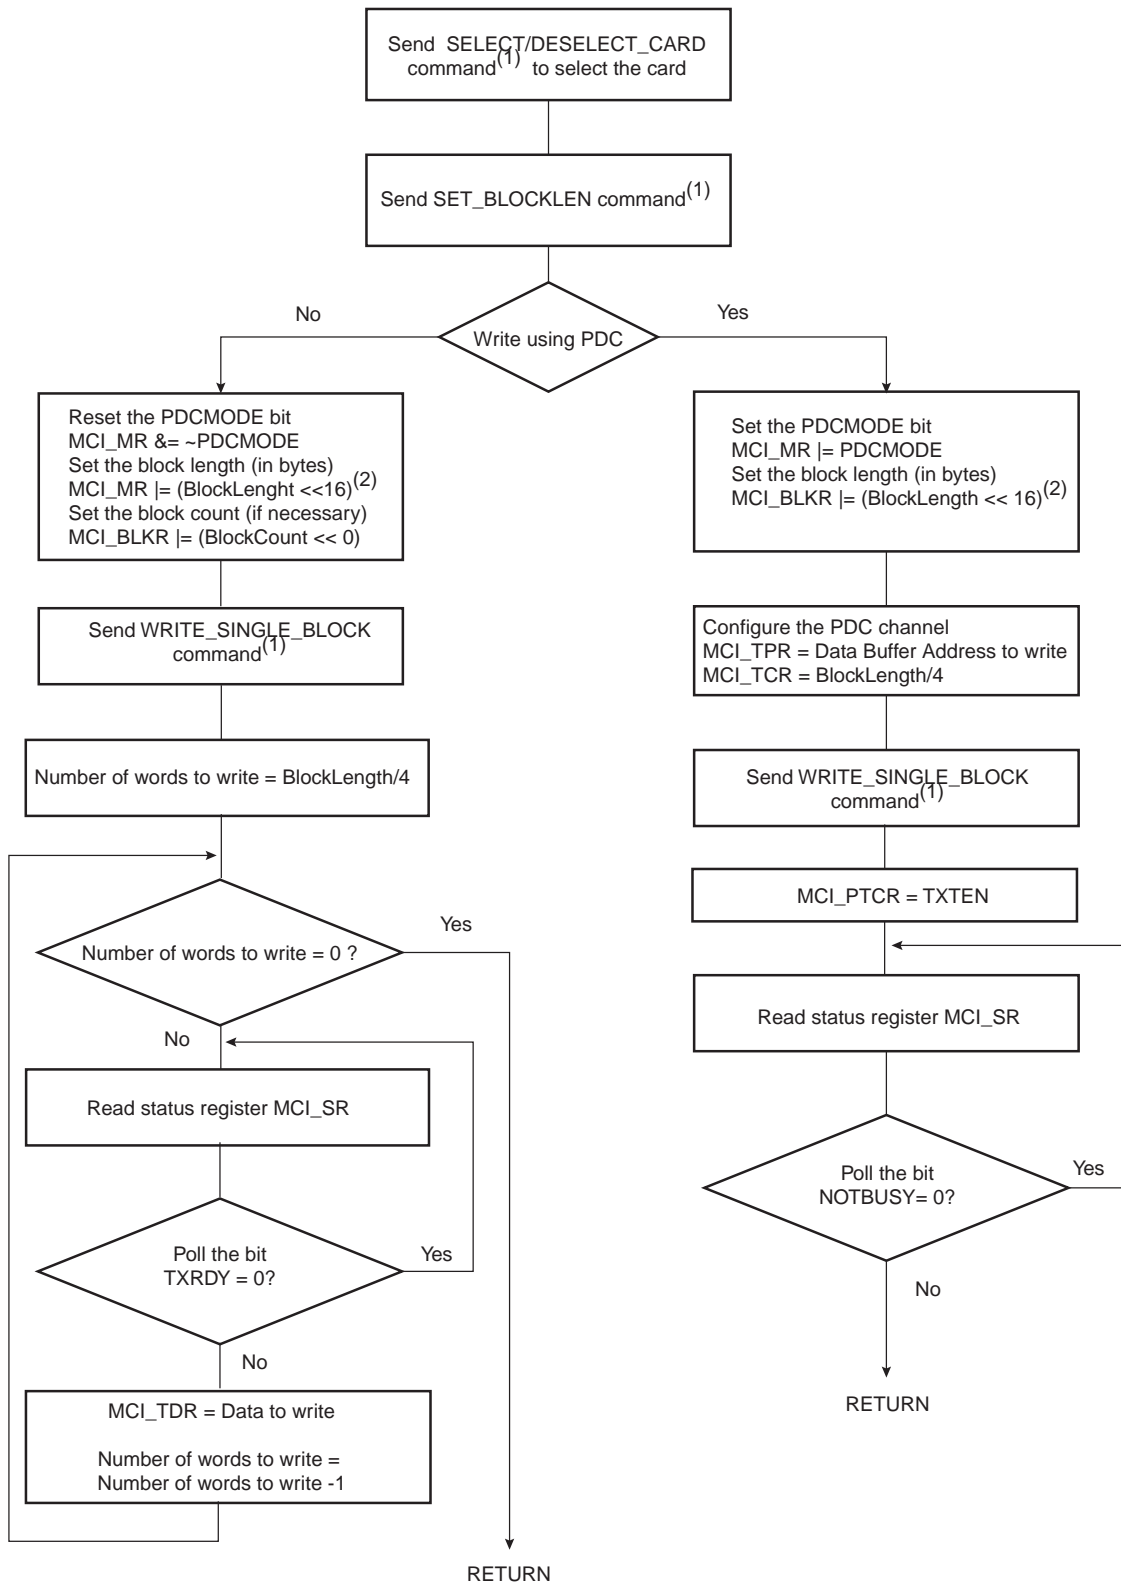 Send SELECT/DESELECT_CARD
command(1) to select the card
Send SET_BLOCKLEN command(1)
No
Yes
Write using PDC
Reset the PDCMODE bit
MCI_MR &= ~PDCMODE
Set the block length (in bytes)
MCI_MR |= (BlockLenght <<16)(2)
Set the block count (if necessary)
MCI_BLKR |= (BlockCount << 0)
Send WRITE_SINGLE_BLOCK
command(1)
Number of words to write = BlockLength/4
Number of words to write = 0 ?
Yes
No
Read status register MCI_SR
Poll the bit
TXRDY = 0?
Yes
No
MCI_TDR = Data to write
Number of words to write =
Number of words to write -1
RETURN
Set the PDCMODE bit
MCI_MR |= PDCMODE
Set the block length (in bytes)
MCI_BLKR |= (BlockLength << 16)(2)
Configure the PDC channel
MCI_TPR = Data Buffer Address to write
MCI_TCR = BlockLength/4
Send WRITE_SINGLE_BLOCK
command(1)
MCI_PTCR = TXTEN
Read status register MCI_SR
Poll the bit
NOTBUSY= 0?
Yes
No
RETURN